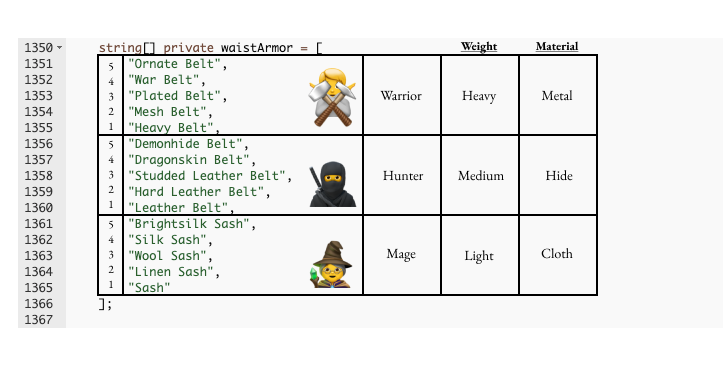 1350 string[] private waistArmor = [ Weight Material
1351 5 "Ornate Belt",
1352 4 "War Belt",
1353 3 "Plated Belt", Warrior Heavy Metal
1354 2 "Mesh Belt",
1355 1 "Heavy Belt",
1356 5 "Demonhide Belt",
1357 4 "Dragonskin Belt",
1358 3 "Studded Leather Belt", Hunter Medium Hide
1359 2 "Hard Leather Belt",
1360 1 "Leather Belt",
1361 5 "Brightsilk Sash",
1362 4 "Silk Sash",
1363 3 "Wool Sash", Mage Light Cloth
1364 2 "Linen Sash",
1365 1 "Sash"
1366 ];
1367